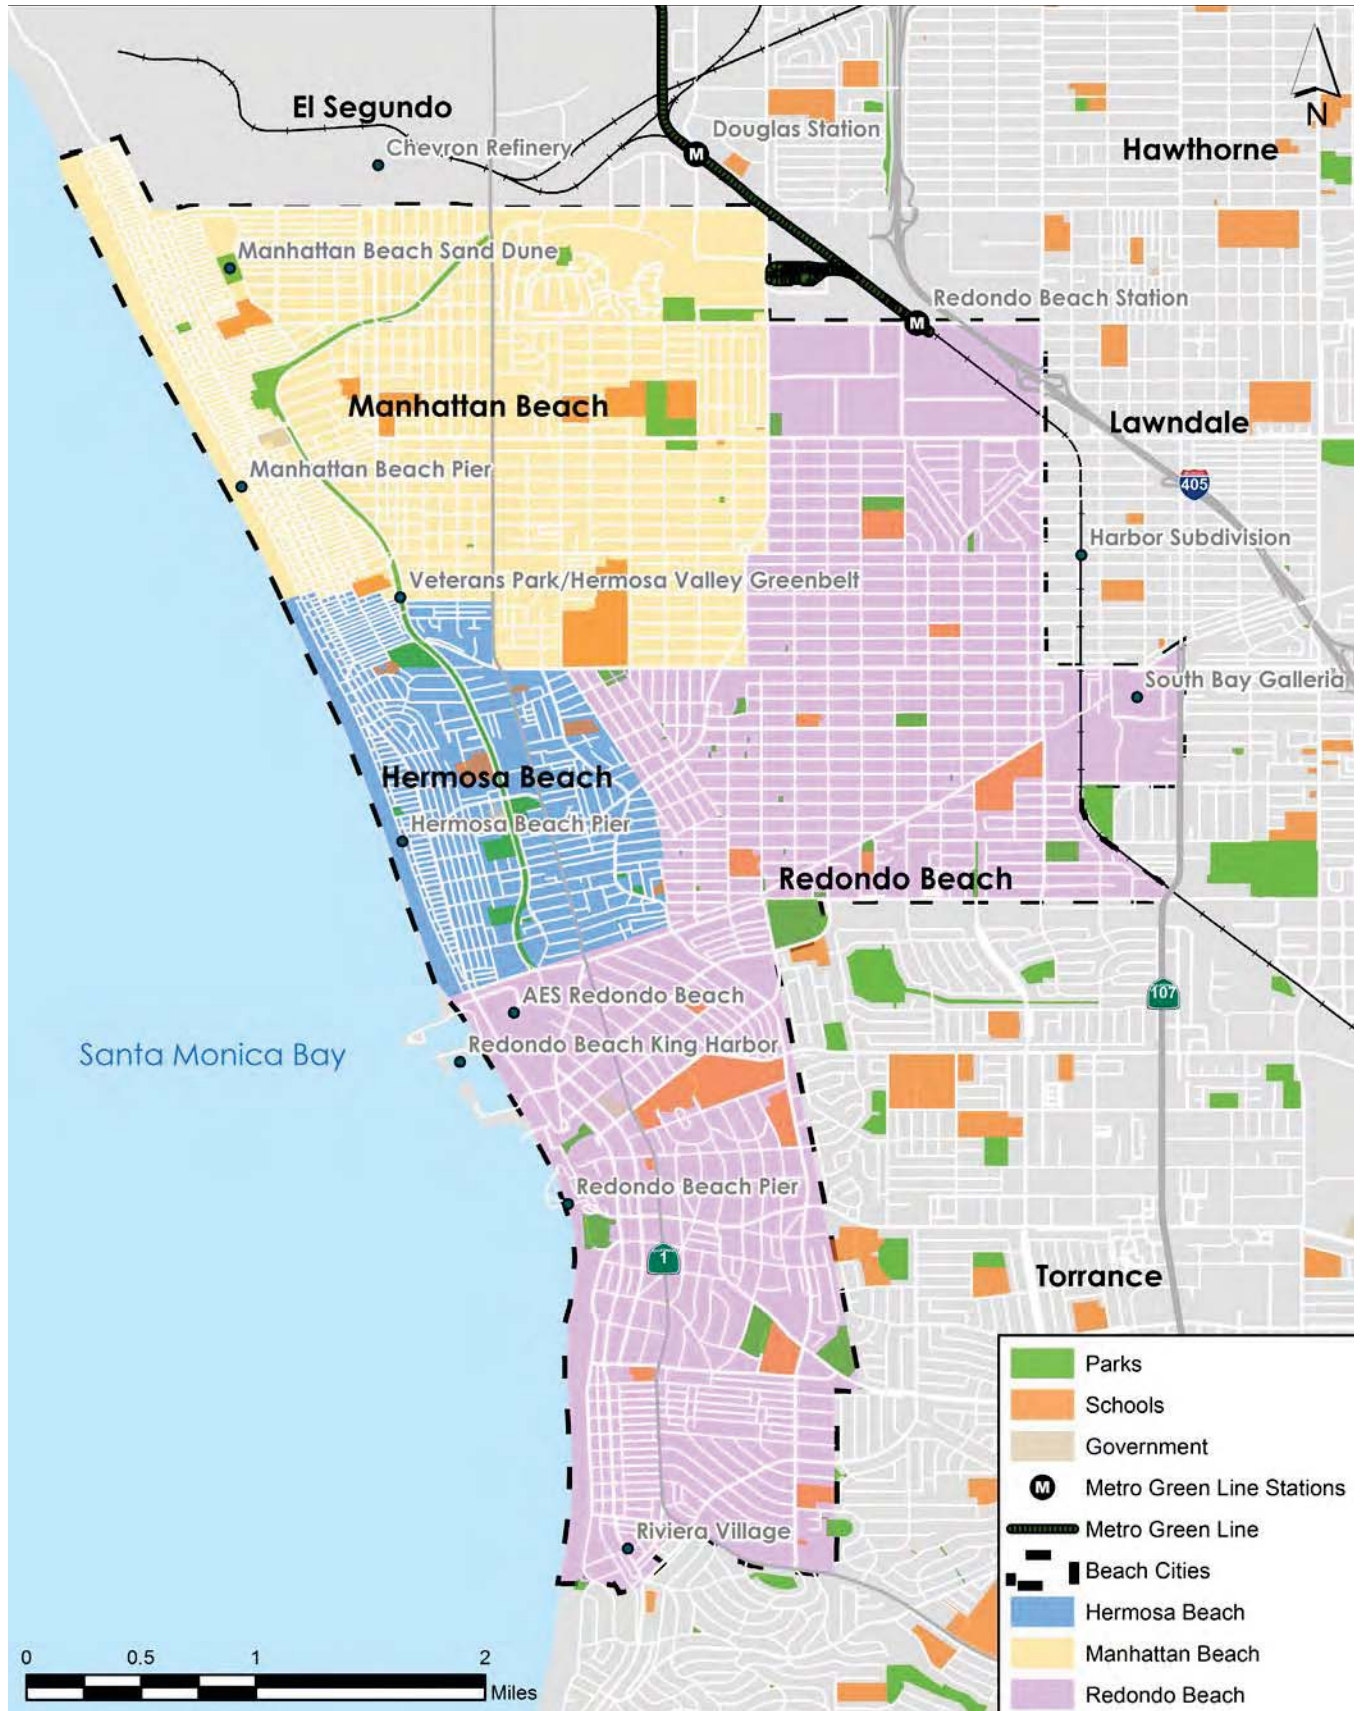 El Segundo
Douglas Station
Chevron Refinery
M
Hawthorne
N
Manhattan Beach Sand Dune
Redondo Beach Station
M
Manhattan Beach
Lawndale
Manhattan Beach Pier
405
Harbor Subdivision
Veterans Park/Hermosa Valley Greenbelt
South Bay Galleria
Hermosa Beach
Hermosa Beach Pier
Redondo Beach
AES Redondo Beach
107
Santa Monica Bay
Redondo Beach King Harbor
Redondo Beach Pier
1
Torrance
Riviera Village
Parks
Schools
Government
M Metro Green Line Stations
Metro Green Line
Beach Cities
Hermosa Beach
Manhattan Beach
Redondo Beach
0 0.5 1 2
Miles